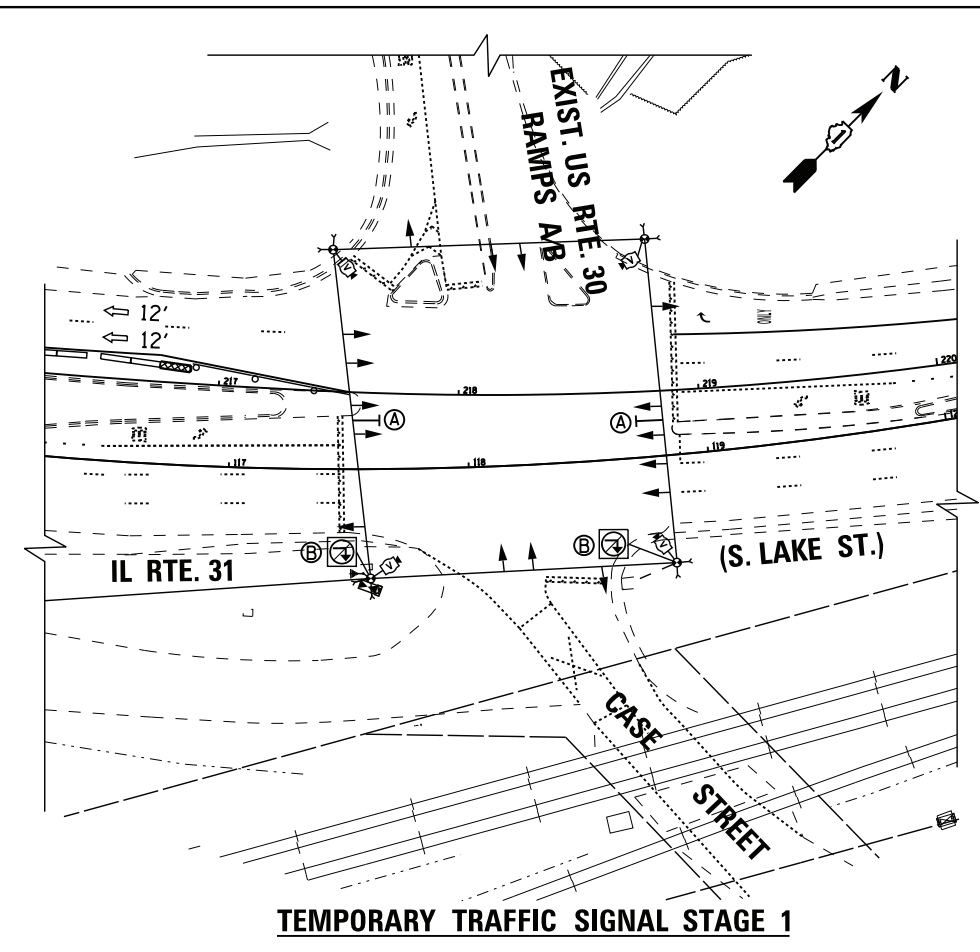 EXIST. US RTE. 30
RAMPS A/B
N
12'
12'
ONLY
217
218
219
220
A
A
117
118
119
B
B
V
V
V
V
IL RTE. 31
(S. LAKE ST.)
CASE
STREET
TEMPORARY TRAFFIC SIGNAL STAGE 1